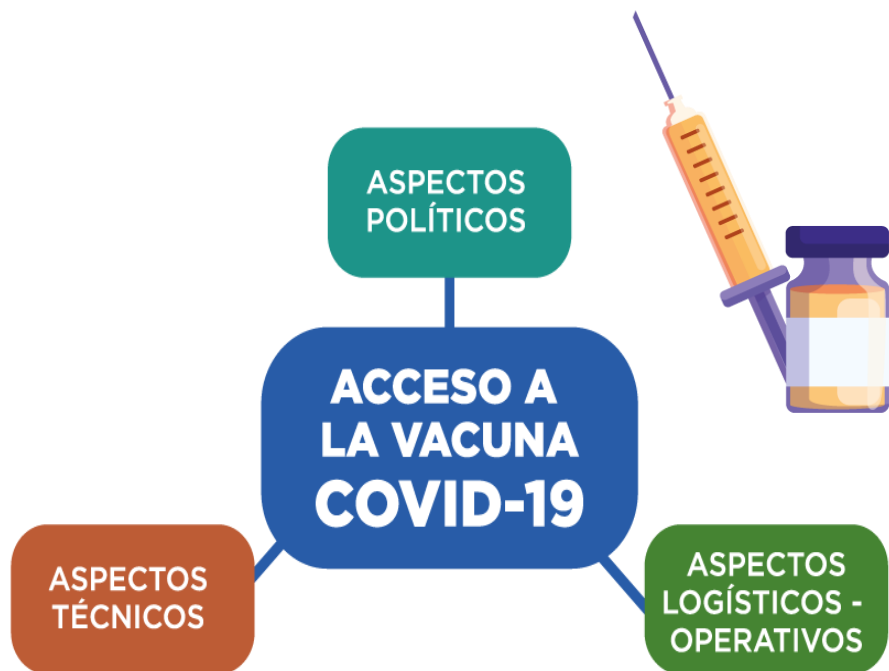 ASPECTOS
POLÍTICOS
ACCESO A
LA VACUNA
COVID-19
ASPECTOS
TÉCNICOS
ASPECTOS
LOGÍSTICOS -
OPERATIVOS